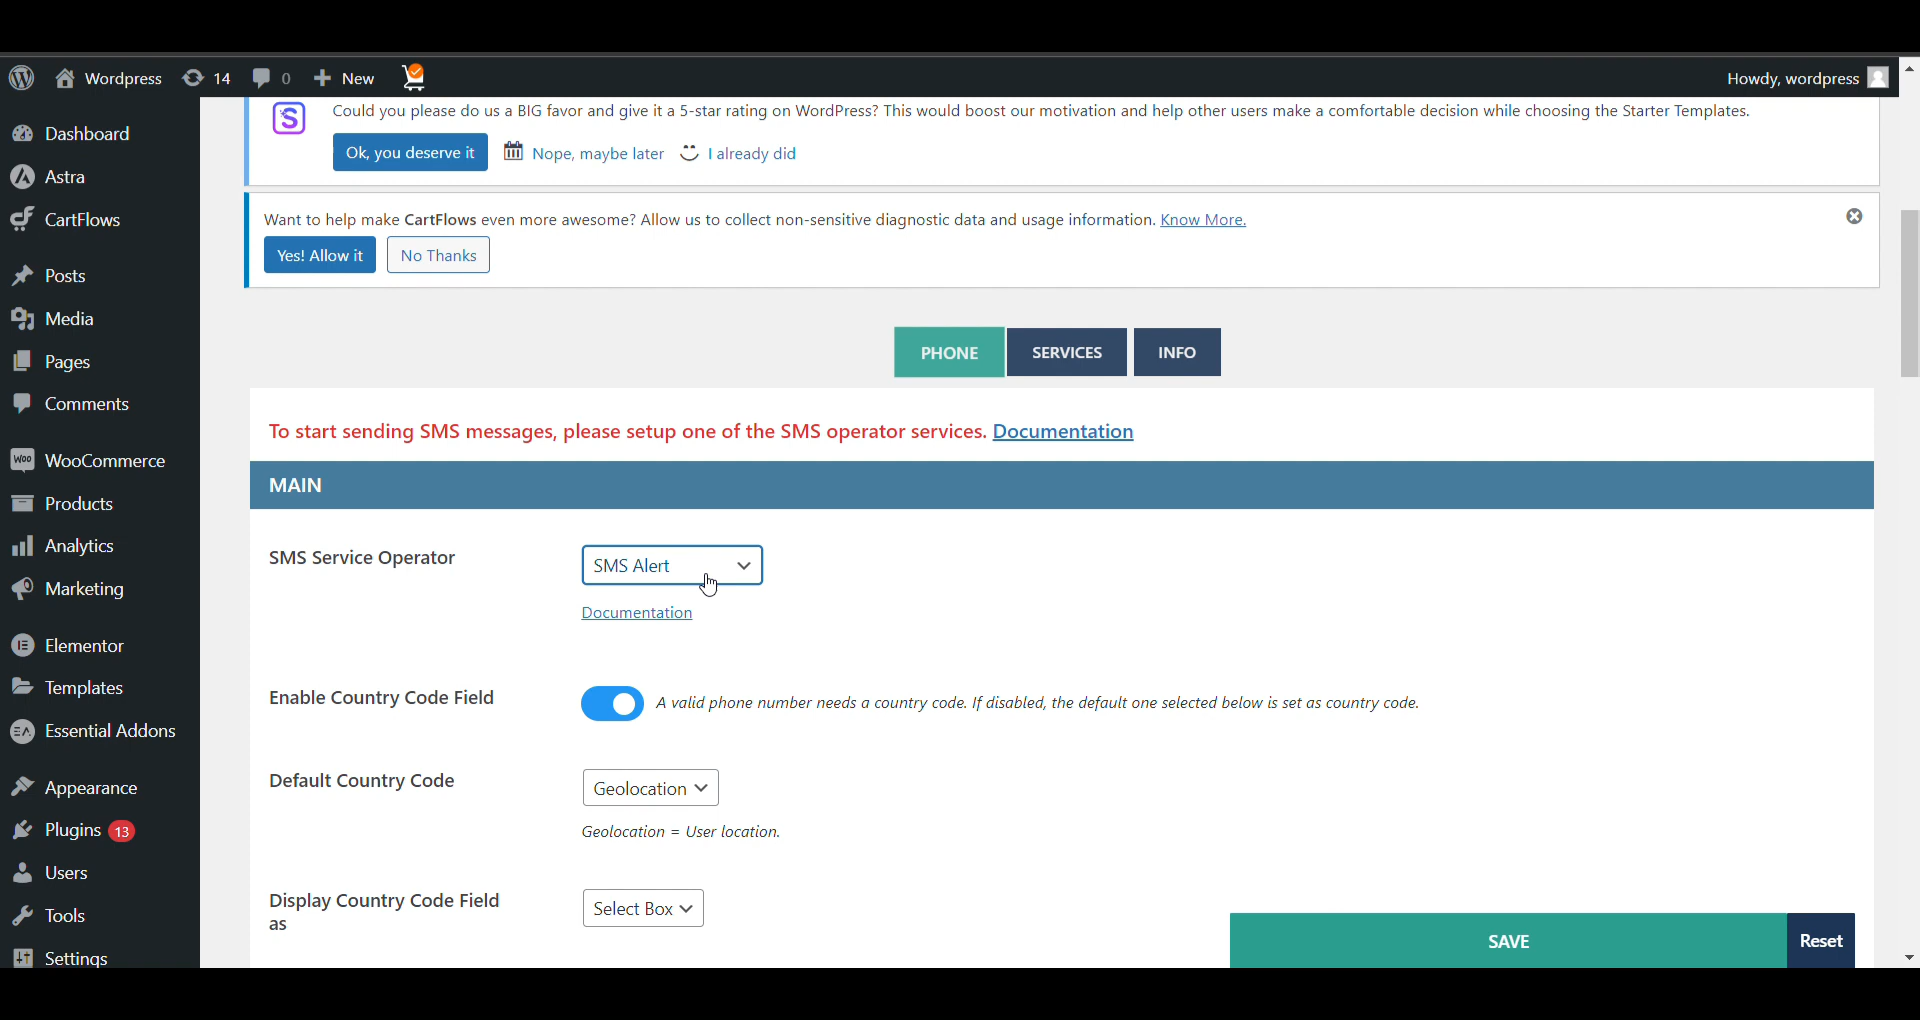 Wordpress 14 0 New Howdy, wordpress
Dashboard
Astra
CartFlows
Posts
Media
Pages
Comments
Woo WooCommerce
Products
Analytics
Marketing
Elementor
Templates
EA Essential Addons
Appearance
Plugins 13
Users
Tools
Settings
Could you please do us a BIG favor and give it a 5-star rating on WordPress? This would boost our motivation and help other users make a comfortable decision while choosing the Starter Templates.
Ok, you deserve it Nope, maybe later I already did
Want to help make CartFlows even more awesome? Allow us to collect non-sensitive diagnostic data and usage information. Know More.
Yes! Allow it No Thanks
PHONE SERVICES INFO
To start sending SMS messages, please setup one of the SMS operator services. Documentation
MAIN
SMS Service Operator SMS Alert
Documentation
Enable Country Code Field A valid phone number needs a country code. If disabled, the default one selected below is set as country code.
Default Country Code Geolocation
Geolocation = User location.
Display Country Code Field
as
Select Box
SAVE Reset